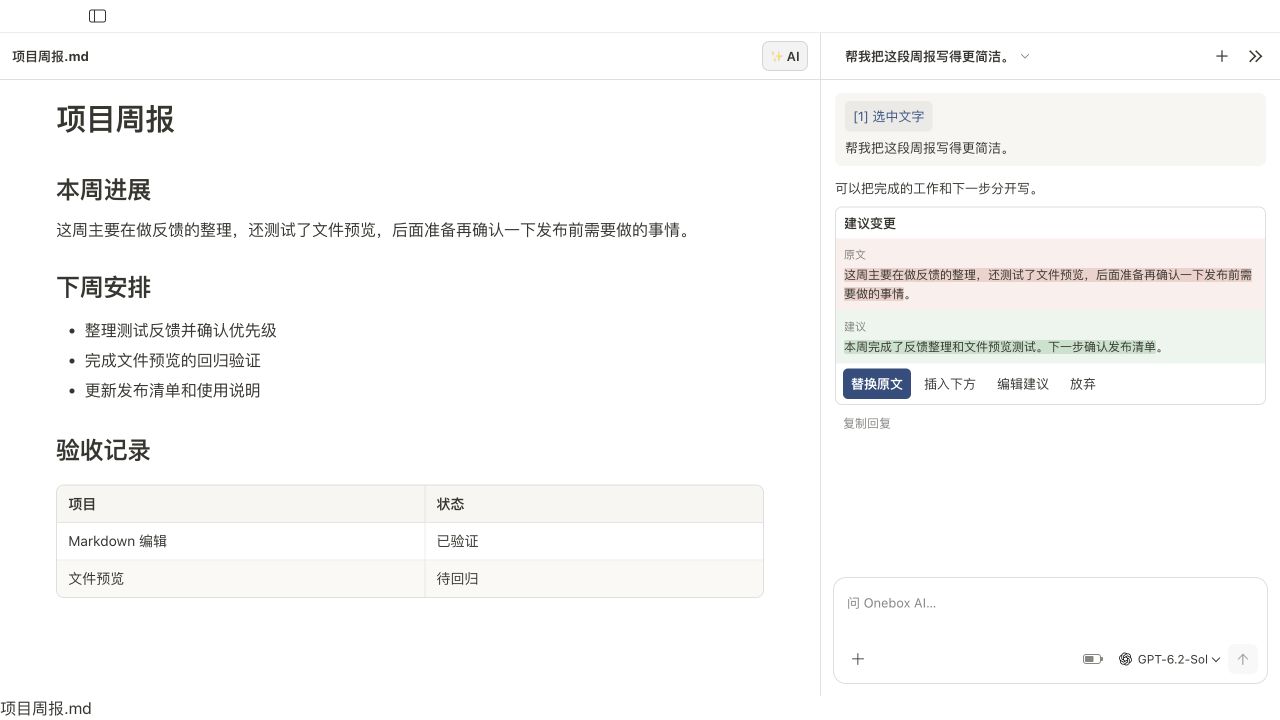 项目周报.md
✨ AI
帮我把这段周报写得更简洁。
项目周报
本周进展
这周主要在做反馈的整理，还测试了文件预览，后面准备再确认一下发布前需要做的事情。
下周安排
• 整理测试反馈并确认优先级
• 完成文件预览的回归验证
• 更新发布清单和使用说明
验收记录
项目 状态
Markdown 编辑 已验证
文件预览 待回归
[1] 选中文字
帮我把这段周报写得更简洁。
可以把完成的工作和下一步分开写。
建议变更
原文
这周主要在做反馈的整理，还测试了文件预览，后面准备再确认一下发布前需
要做的事情。
建议
本周完成了反馈整理和文件预览测试。下一步确认发布清单。
替换原文 插入下方 编辑建议 放弃
复制回复
问 Onebox AI...
GPT-6.2-Sol
项目周报.md